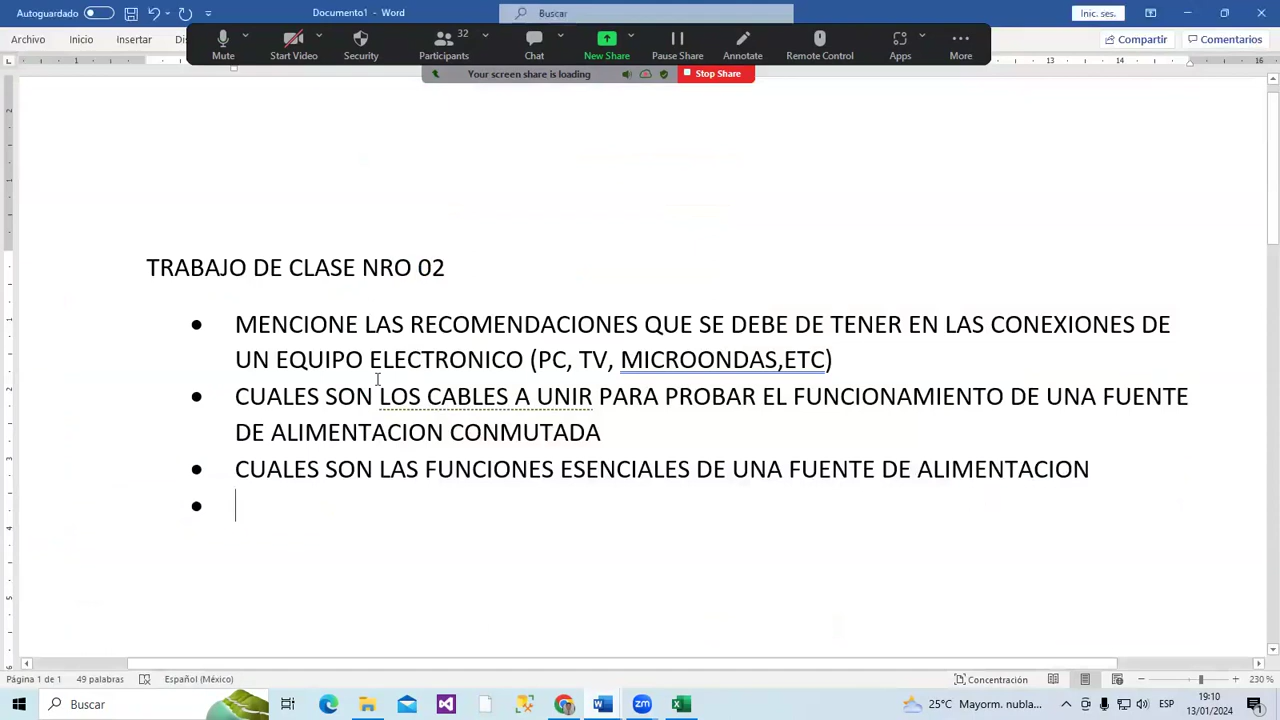 Autoguardado
Buscar
Inic. ses.
Archivo Inicio Insertar Di
Mute Start Video Security Participants 32 Chat New Share Pause Share Annotate Remote Control Apps More
Compartir Comentarios
Your screen share is loading Stop Share
13 14 16
TRABAJO DE CLASE NRO 02
• MENCIONE LAS RECOMENDACIONES QUE SE DEBE DE TENER EN LAS CONEXIONES DE
UN EQUIPO ELECTRONICO (PC, TV, MICROONDAS,ETC)
• CUALES SON LOS CABLES A UNIR PARA PROBAR EL FUNCIONAMIENTO DE UNA FUENTE
DE ALIMENTACION CONMUTADA
• CUALES SON LAS FUNCIONES ESENCIALES DE UNA FUENTE DE ALIMENTACION
•
Página 1 de 1 49 palabras Español (México) Concentración 230 %
Buscar 25°C Mayorm. nubla... ESP 19:10
13/01/2024